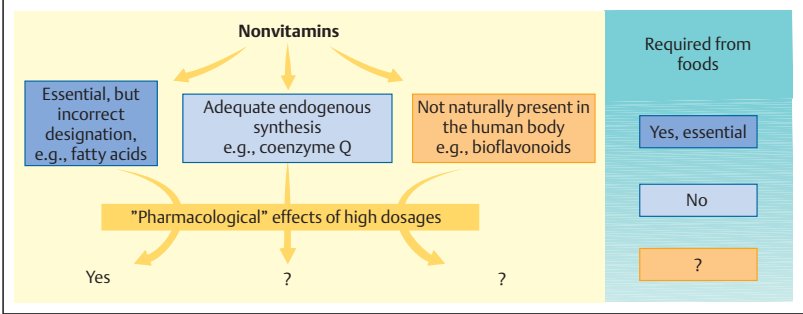 Nonvitamins
Essential, but
incorrect
designation,
e.g., fatty acids
Adequate endogenous
synthesis
e.g., coenzyme Q
Not naturally present in
the human body
e.g., bioflavonoids
”Pharmacological” effects of high dosages
Yes
?
?
Required from
foods
Yes, essential
No
?